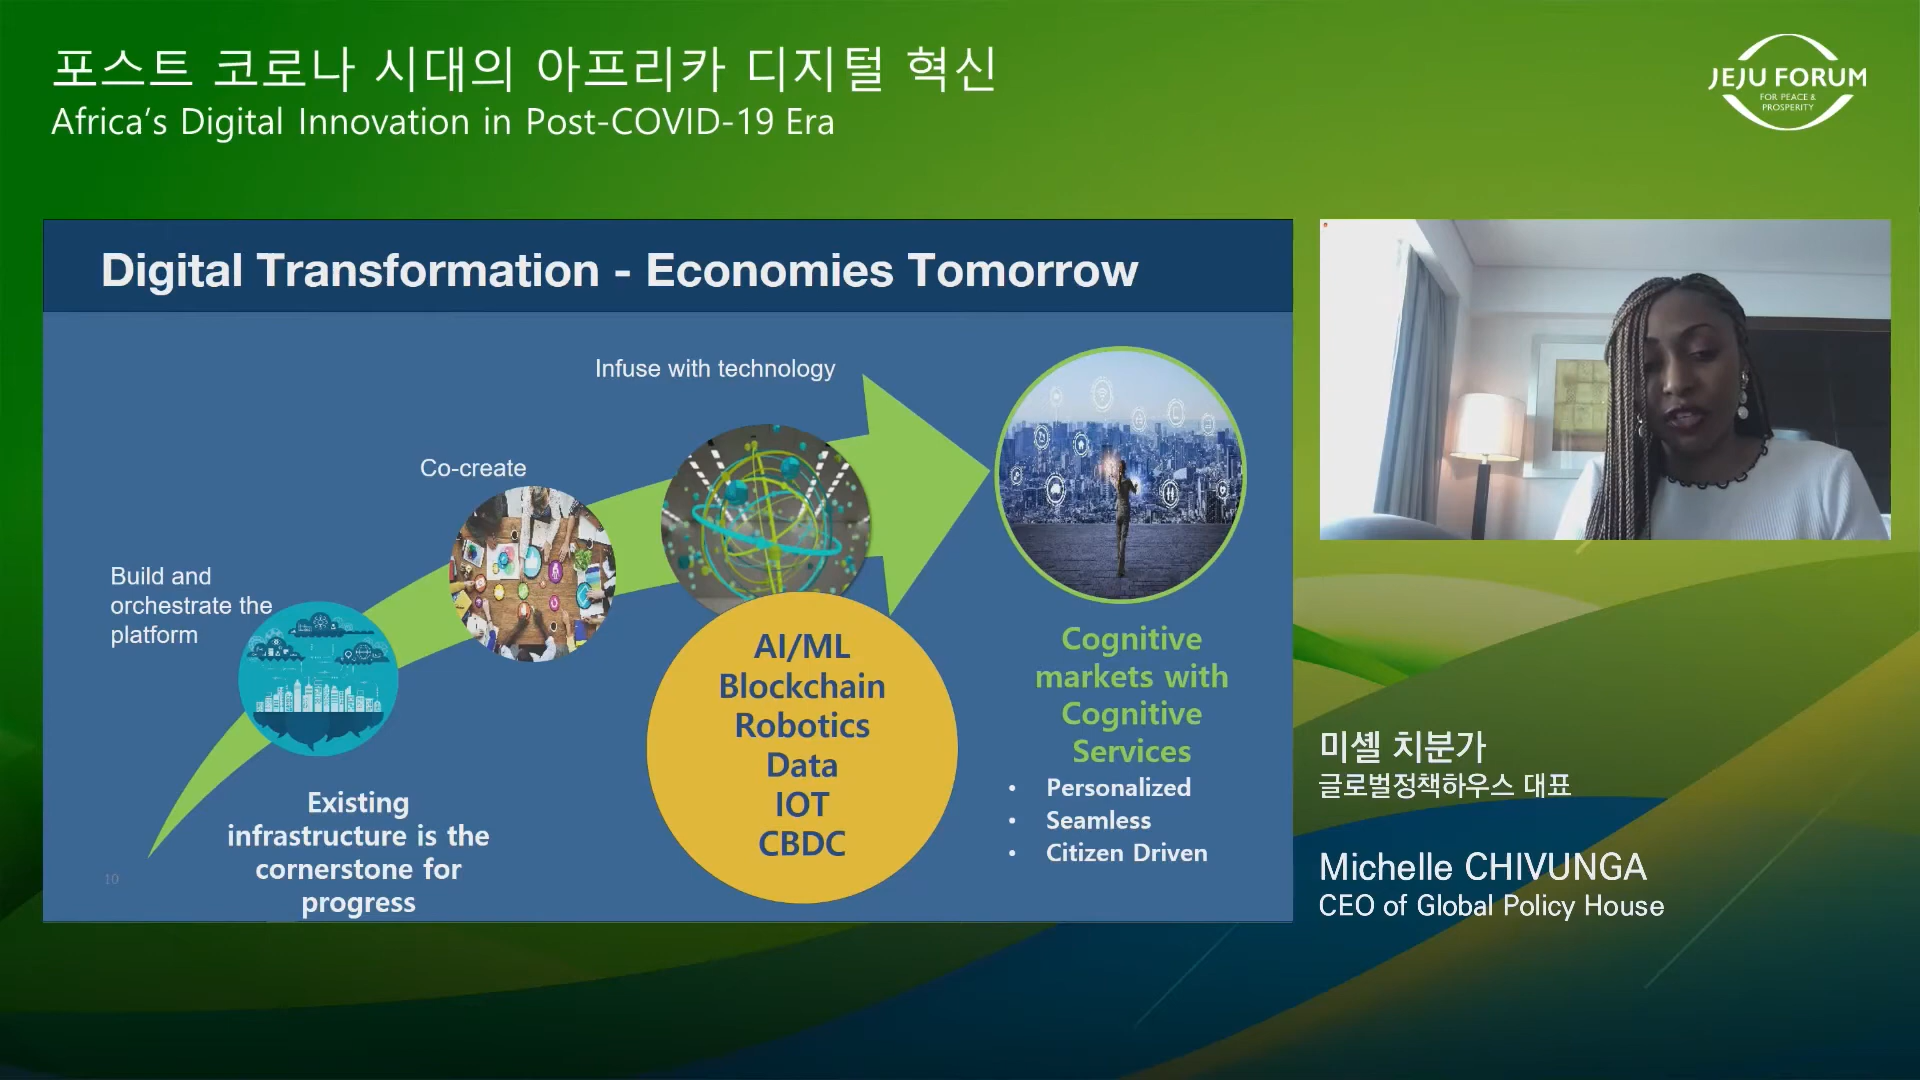 포스트 코로나 시대의 아프리카 디지털 혁신
Africa's Digital Innovation in Post-COVID-19 Era
JEJU FORUM
FOR PEACE &
PROSPERITY
Digital Transformation - Economies Tomorrow
Infuse with technology
Co-create
Build and
orchestrate the
platform
Existing
infrastructure is the
cornerstone for
progress
AI/ML
Blockchain
Robotics
Data
IOT
CBDC
Cognitive
markets with
Cognitive
Services
• Personalized
• Seamless
• Citizen Driven
10
미셸 치분가
글로벌정책하우스 대표
Michelle CHIVUNGA
CEO of Global Policy House